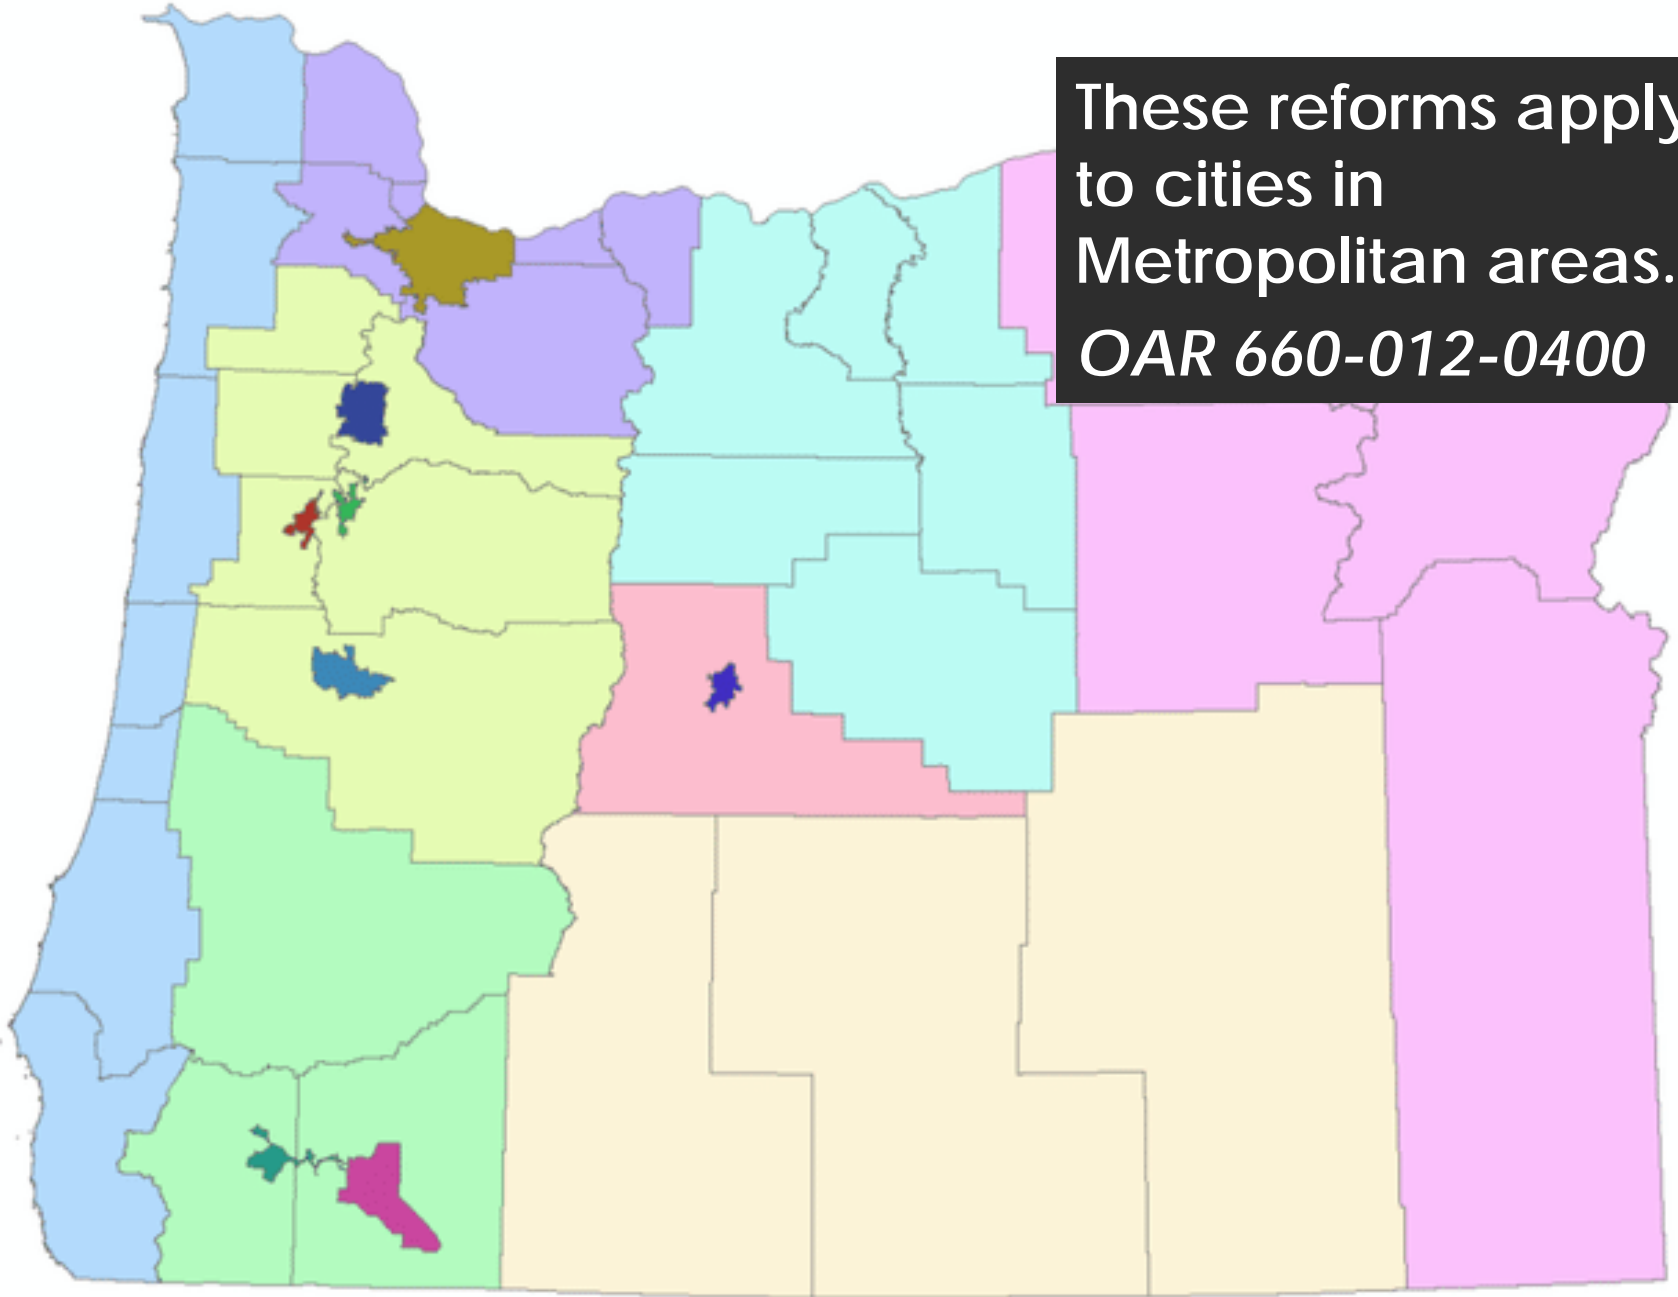 These reforms apply
to cities in
Metropolitan areas.
OAR 660-012-0400